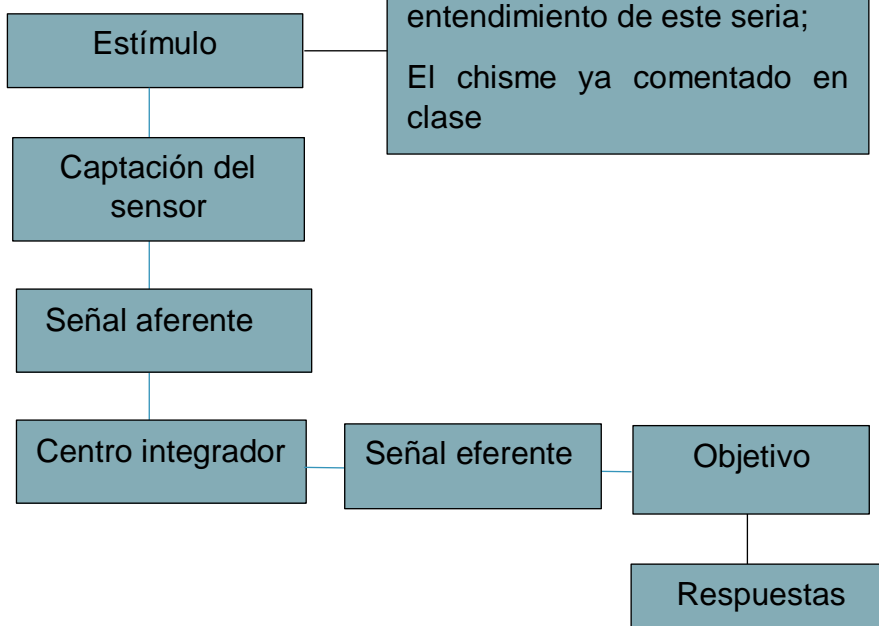 entendimiento de este seria;
Estímulo
El chisme ya comentado en
clase
Captación del
sensor
Señal aferente
Centro integrador
Señal eferente
Objetivo
Respuestas